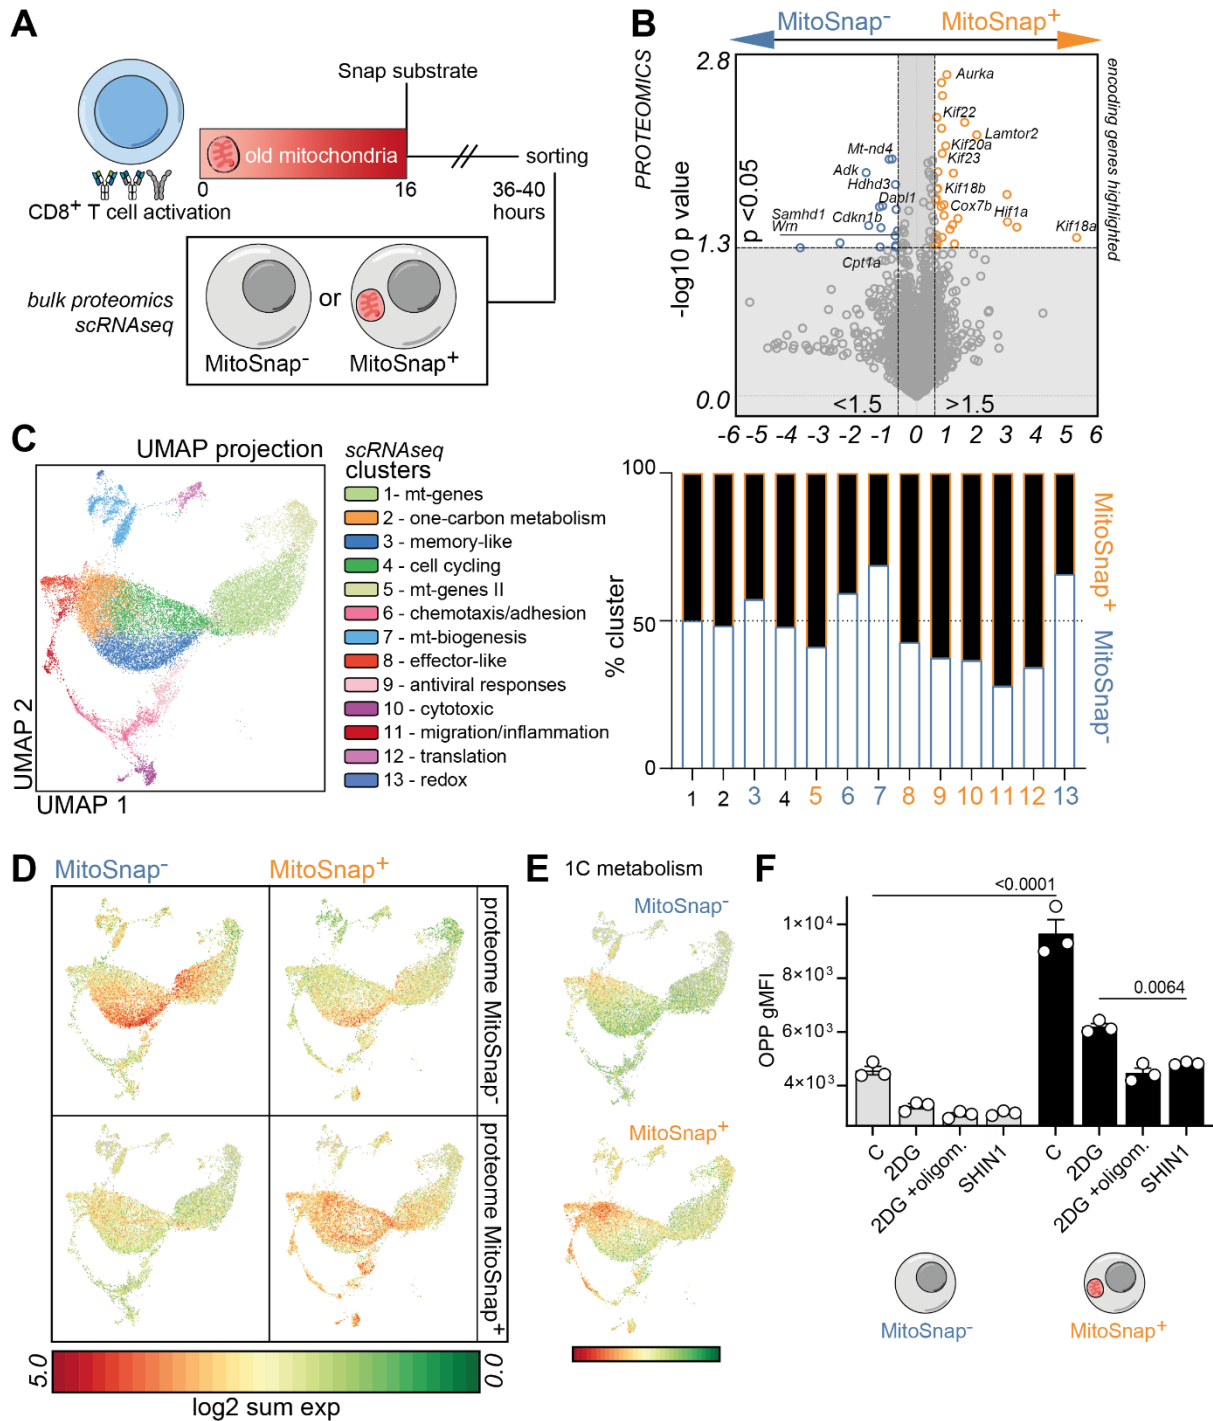 A
Snap substrate
old mitochondria
sorting
0
16
36-40
hours
CD8+ T cell activation
bulk proteomics
scRNAseq
or
MitoSnap-
MitoSnap+
B
MitoSnap-
MitoSnap+
PROTEOMICS
encoding genes highlighted
-log10 p value
2.8
1.3
0.0
p <0.05
Aurka
Kif22
Lamtor2
Kif20a
Kif23
Mt-nd4
Adk
Hdhd3
Dapl1
Kif18b
Cox7b
Hif1a
Kif18a
Samhd1
Wrn
Cdkn1b
Cpt1a
<1.5
>1.5
-6 -5 -4 -3 -2 -1 0 1 2 3 4 5 6
C
UMAP projection
UMAP 2
UMAP 1
scRNAseq
clusters
1- mt-genes
2 - one-carbon metabolism
3 - memory-like
4 - cell cycling
5 - mt-genes II
6 - chemotaxis/adhesion
7 - mt-biogenesis
8 - effector-like
9 - antiviral responses
10 - cytotoxic
11 - migration/inflammation
12 - translation
13 - redox
% cluster
100
50
0
1 2 3 4 5 6 7 8 9 10 11 12 13
MitoSnap+
MitoSnap-
D
MitoSnap-
MitoSnap+
proteome MitoSnap-
proteome MitoSnap+
5.0
0.0
log2 sum exp
E
1C metabolism
MitoSnap-
MitoSnap+
F
<0.0001
0.0064
OPP gMFI
1×10⁴
8×10³
6×10³
4×10³
C
2DG
2DG +oligom.
SHIN1
C
2DG
2DG +oligom.
SHIN1
MitoSnap-
MitoSnap+